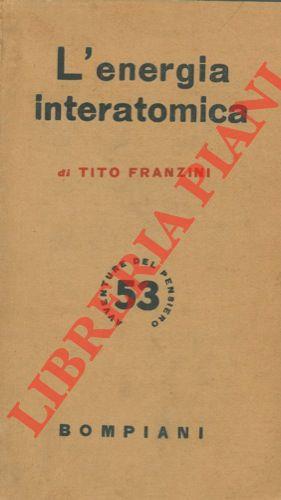 L'energia
interatomica
di TITO FRANZINI
AVVENTURE DEL PENSIERO
53
BOMPIANI
LIBRERIA PIANI